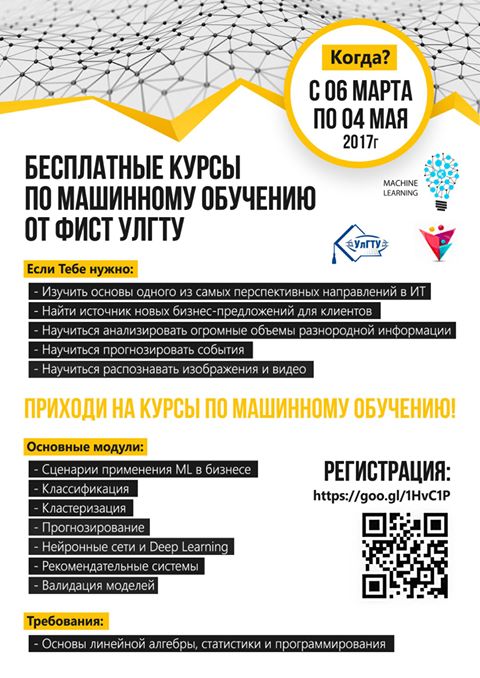 Когда?
С 06 МАРТА
ПО 04 МАЯ
2017г
БЕСПЛАТНЫЕ КУРСЫ
ПО МАШИННОМУ ОБУЧЕНИЮ
ОТ ФИСТ УЛГТУ
MACHINE
LEARNING
УлГТУ
Если Тебе нужно:
- Изучить основы одного из самых перспективных направлений в ИТ
- Найти источник новых бизнес-предложений для клиентов
- Научиться анализировать огромные объемы разнородной информации
- Научиться прогнозировать события
- Научиться распознавать изображения и видео
ПРИХОДИ НА КУРСЫ ПО МАШИННОМУ ОБУЧЕНИЮ!
Основные модули:
- Сценарии применения ML в бизнесе
- Классификация
- Кластеризация
- Прогнозирование
- Нейронные сети и Deep Learning
- Рекомендательные системы
- Валидация моделей
РЕГИСТРАЦИЯ:
https://goo.gl/1HvC1P
Требования:
- Основы линейной алгебры, статистики и программирования